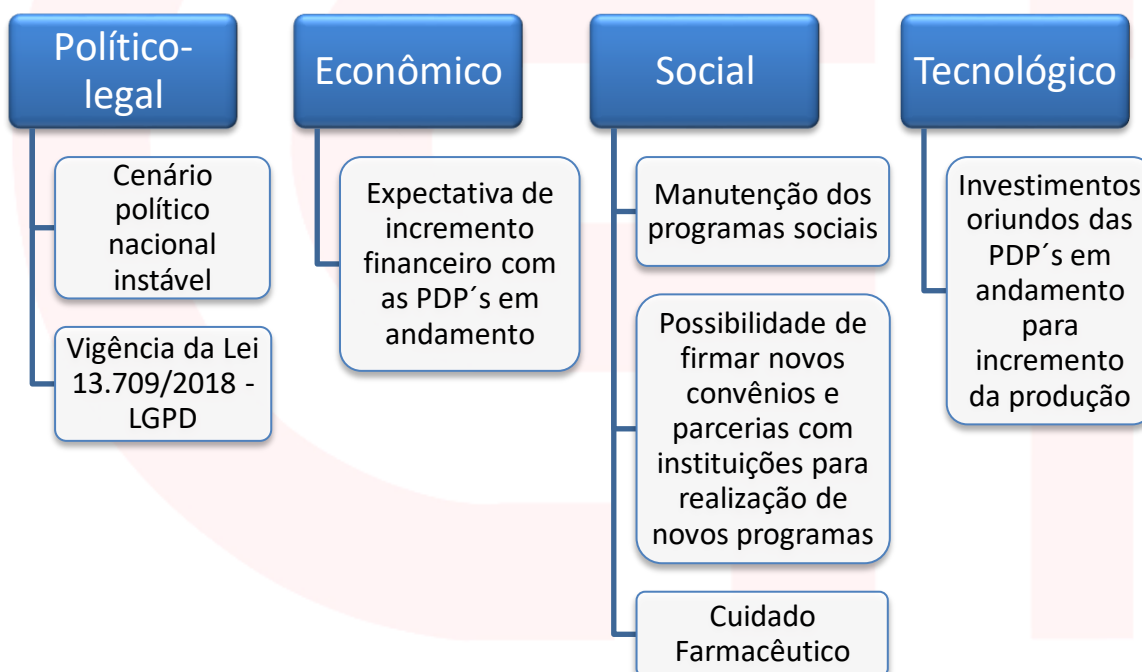 Político-
legal
Cenário
político
nacional
instável
Vigência da Lei
13.709/2018 -
LGPD
Econômico
Expectativa de
incremento
financeiro com
as PDP´s em
andamento
Social
Manutenção dos
programas sociais
Possibilidade de
firmar novos
convênios e
parcerias com
instituições para
realização de
novos programas
Cuidado
Farmacêutico
Tecnológico
Investimentos
oriundos das
PDP´s em
andamento
para
incremento
da produção